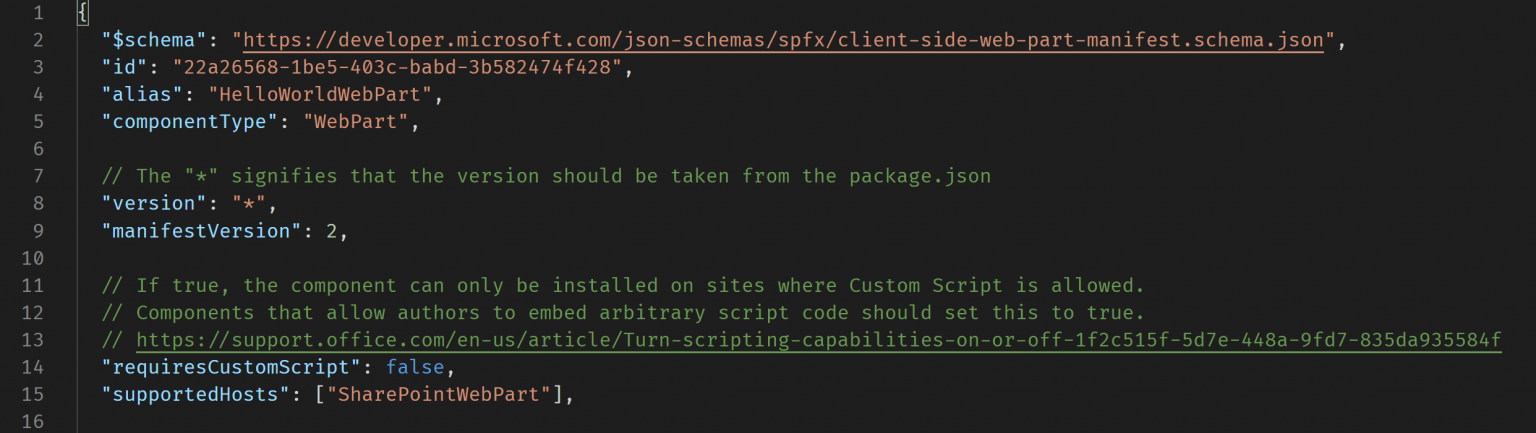 1 {
2 "$schema": "https://developer.microsoft.com/json-schemas/spfx/client-side-web-part-manifest.schema.json",
3 "id": "22a26568-1be5-403c-babd-3b582474f428",
4 "alias": "HelloWorldWebPart",
5 "componentType": "WebPart",
6
7 // The "*" signifies that the version should be taken from the package.json
8 "version": "*",
9 "manifestVersion": 2,
10
11 // If true, the component can only be installed on sites where Custom Script is allowed.
12 // Components that allow authors to embed arbitrary script code should set this to true.
13 // https://support.office.com/en-us/article/Turn-scripting-capabilities-on-or-off-1f2c515f-5d7e-448a-9fd7-835da935584f
14 "requiresCustomScript": false,
15 "supportedHosts": ["SharePointWebPart"],
16